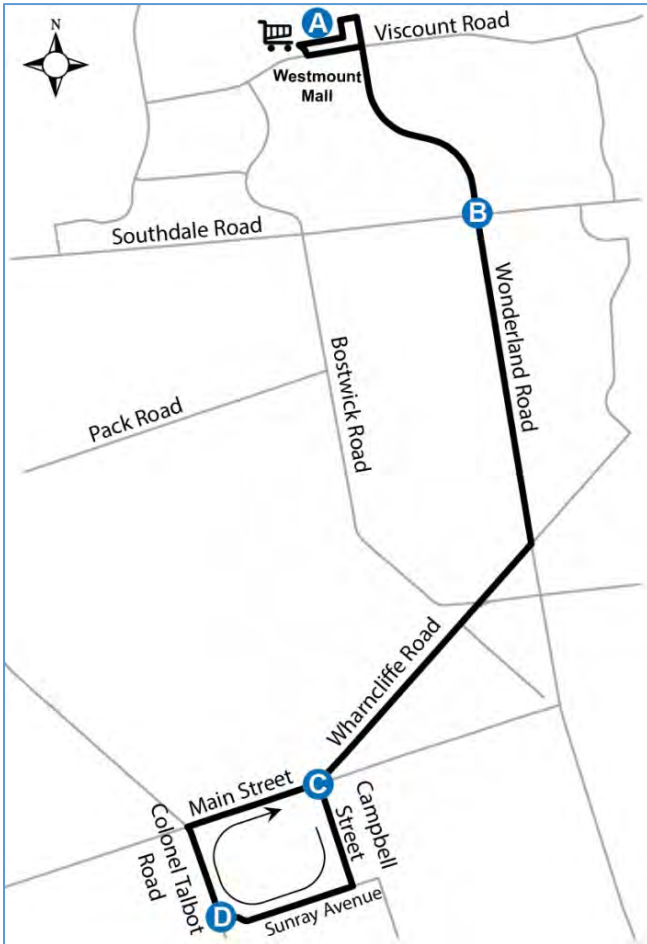 N
A
Viscount Road
Westmount
Mall
B
Southdale Road
Wonderland Road
Bostwick Road
Pack Road
Wharncliffe Road
Main Street
C
Campbell
Street
Colonel Talbot
Road
D
Sunray Avenue